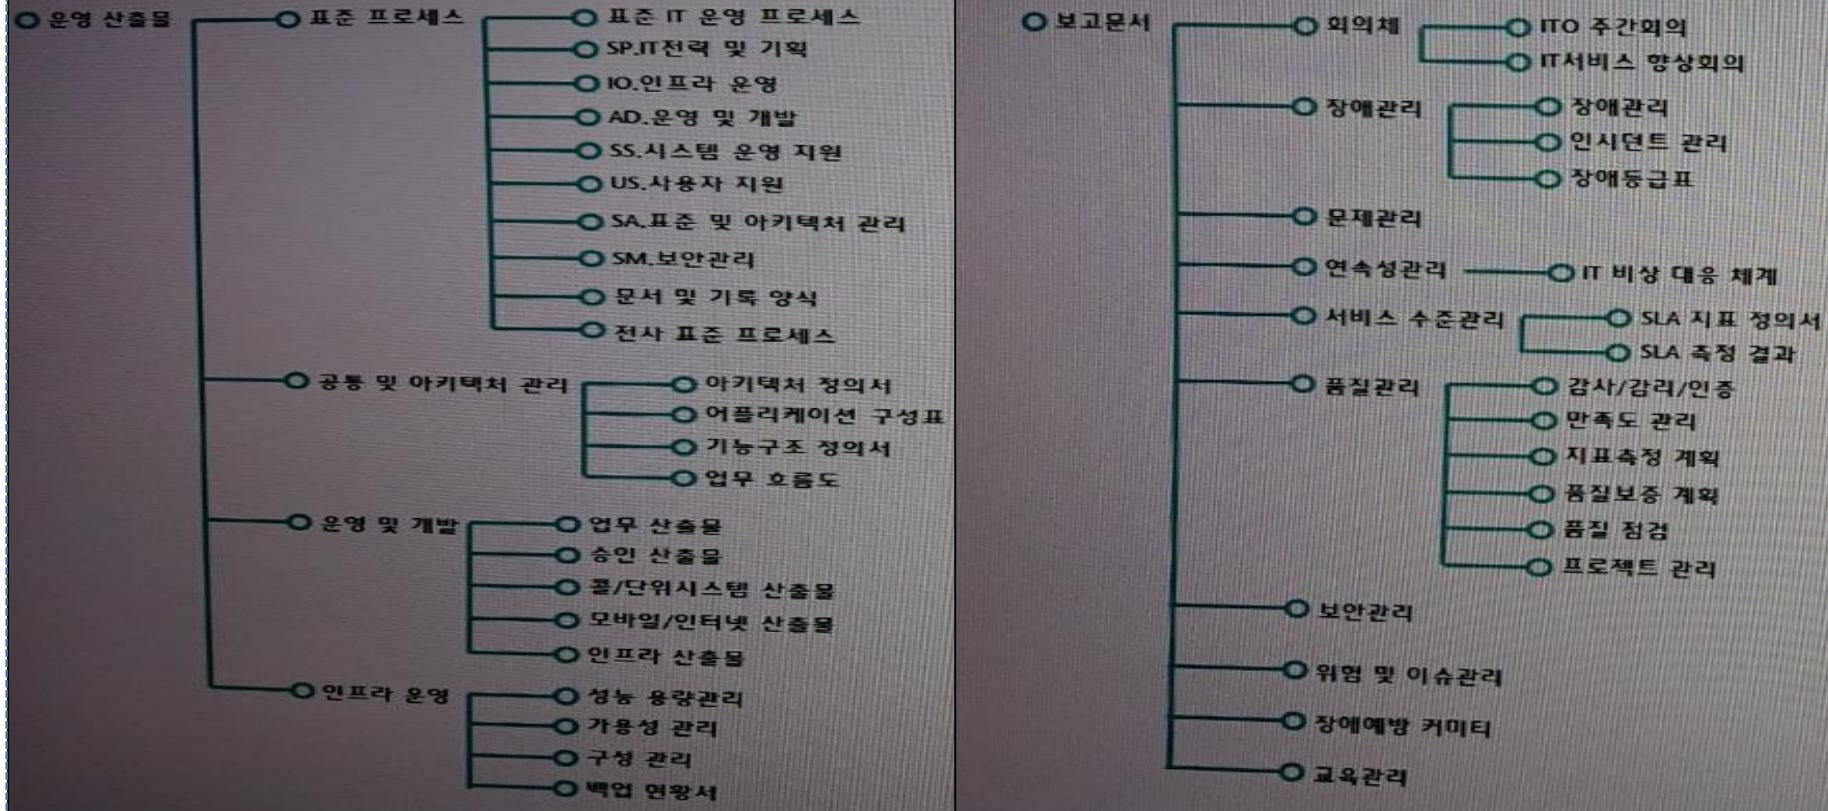 운영 산출물
표준 프로세스
표준 IT 운영 프로세스
SP.IT전략 및 기획
IO.인프라 운영
AD.운영 및 개발
SS.시스템 운영 지원
US.사용자 지원
SA.표준 및 아키텍처 관리
SM.보안관리
문서 및 기록 양식
전사 표준 프로세스
공통 및 아키텍처 관리
아키텍처 정의서
어플리케이션 구성표
기능구조 정의서
업무 흐름도
운영 및 개발
업무 산출물
승인 산출물
콜/단위시스템 산출물
모바일/인터넷 산출물
인프라 산출물
인프라 운영
성능 용량관리
가용성 관리
구성 관리
백업 현황서
보고문서
회의체
ITO 주간회의
IT서비스 향상회의
장애관리
장애관리
인시던트 관리
장애등급표
문제관리
연속성관리
IT 비상 대응 체계
서비스 수준관리
SLA 지표 정의서
SLA 측정 결과
품질관리
감사/감리/인증
만족도 관리
지표측정 계획
품질보증 계획
품질 점검
프로젝트 관리
보안관리
위험 및 이슈관리
장애예방 커미티
교육관리